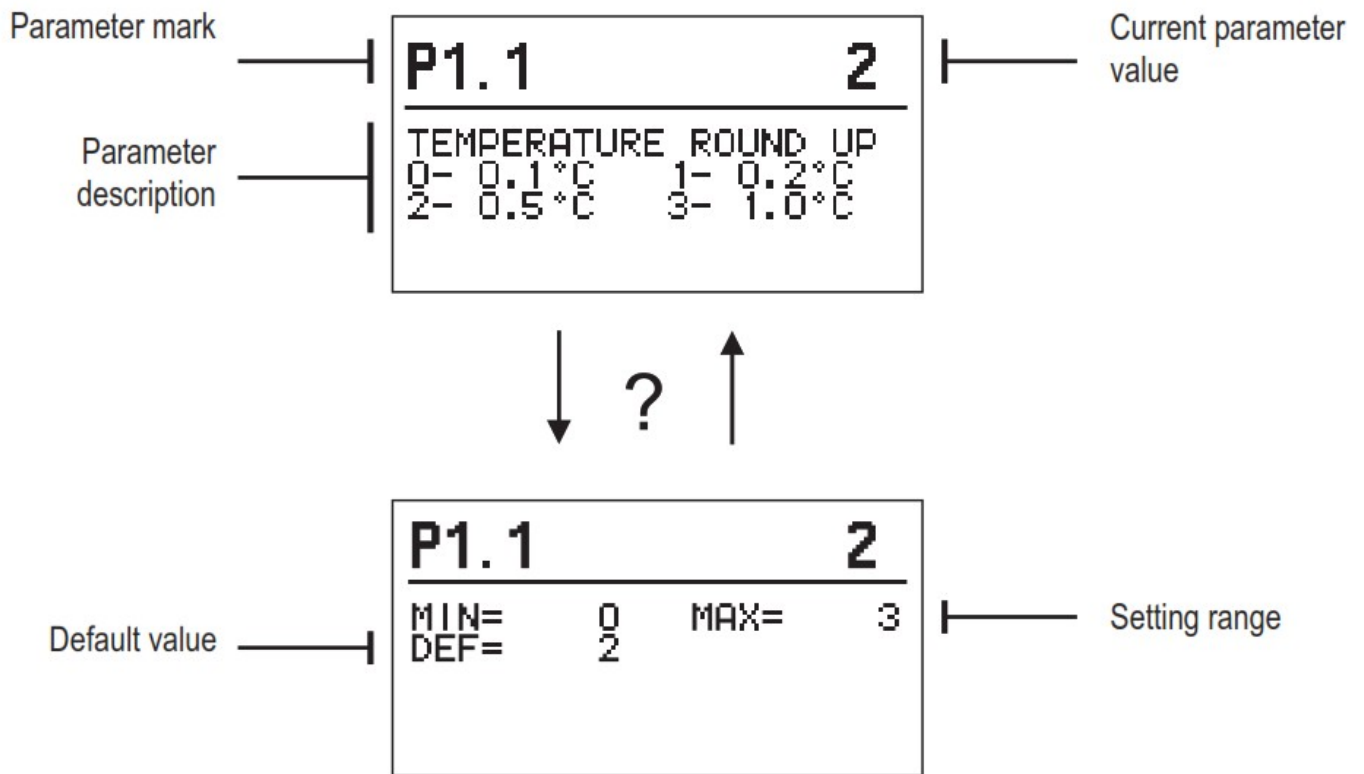 Parameter mark
P1.1 2
Current parameter
value
Parameter
description
TEMPERATURE ROUND UP
0- 0.1°C 1- 0.2°C
2- 0.5°C 3- 1.0°C
?
P1.1 2
MIN= 0 MAX= 3
DEF= 2
Default value
Setting range